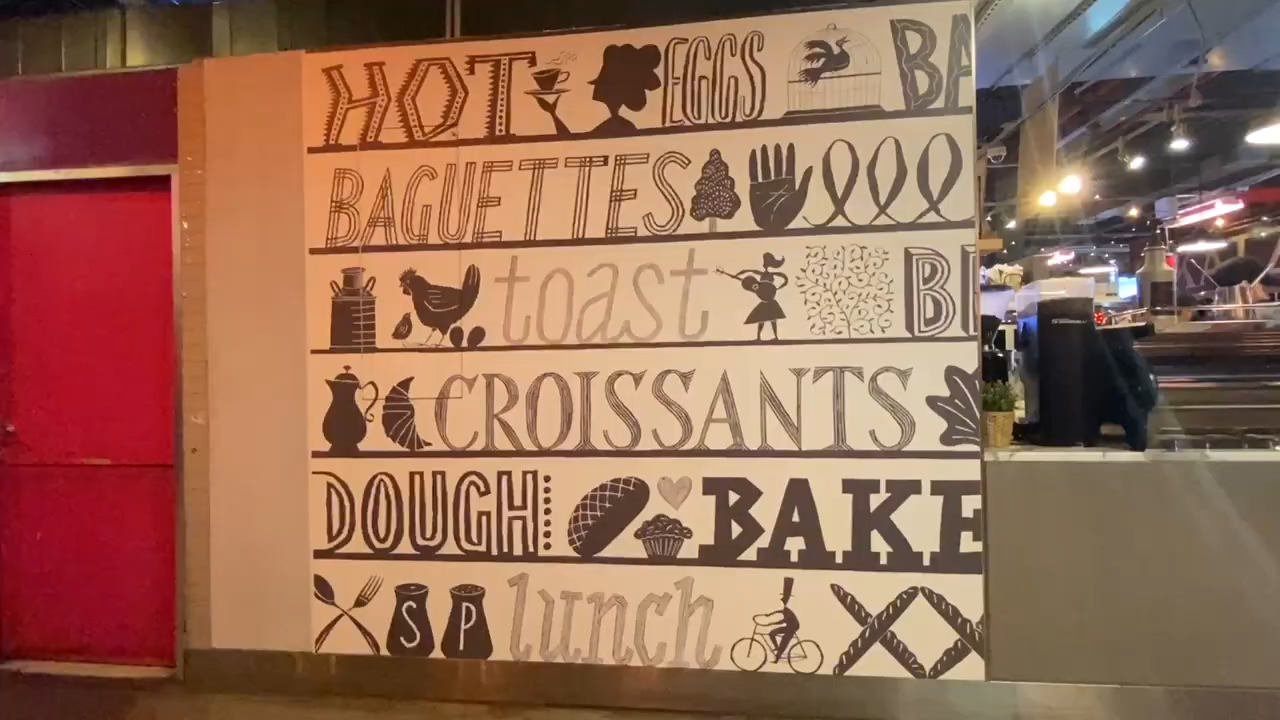 HOT EGGS BA
BAGUETTES
toast
CROISSANTS
DOUGH BAKE
S P lunch